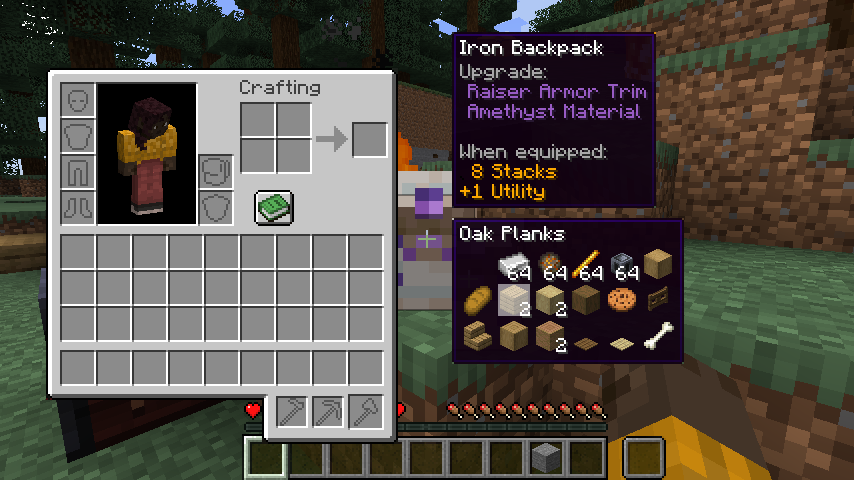 Iron Backpack
Upgrade:
Raiser Armor Trim
Amethyst Material
When equipped:
8 Stacks
+1 Utility
Crafting
Oak Planks
64 64 64 64
2 2
2